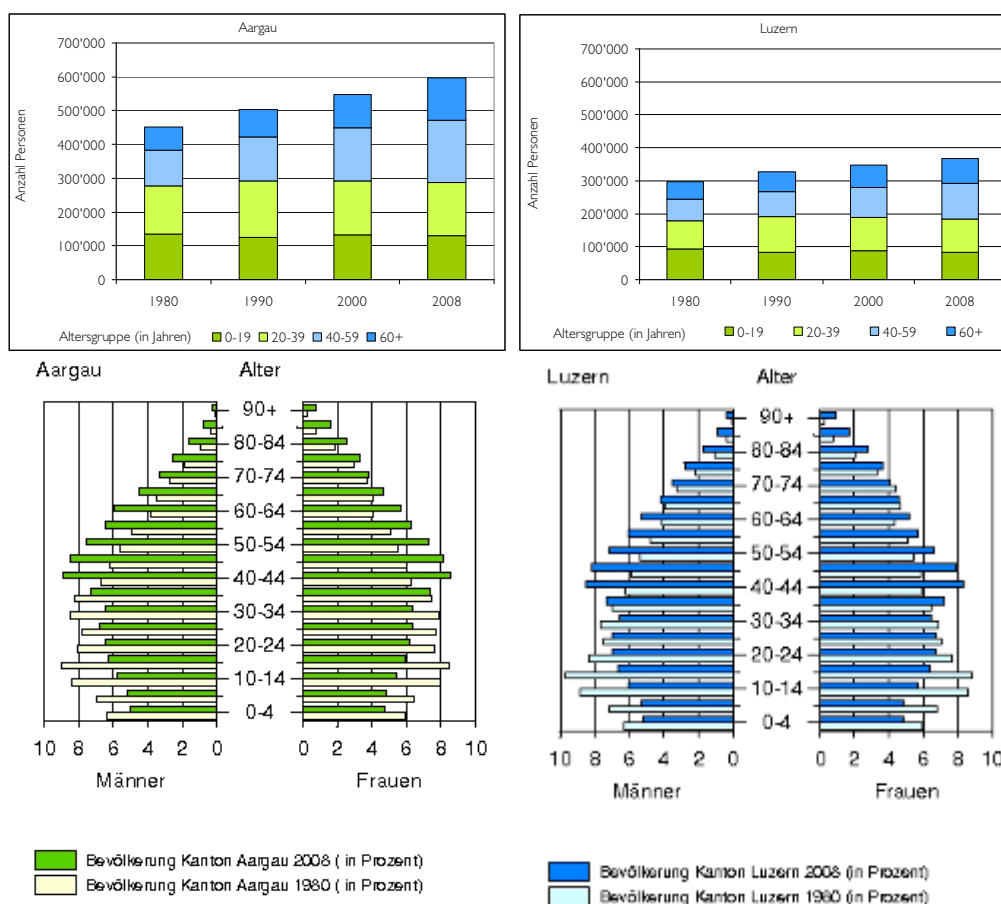 Aargau
700'000
600'000
500'000
400'000
300'000
200'000
100'000
0
Anzahl Personen
1980 1990 2000 2008
Altersgruppe (in Jahren) 0-19 20-39 40-59 60+
Luzern
700'000
600'000
500'000
400'000
300'000
200'000
100'000
0
Anzahl Personen
1980 1990 2000 2008
Altersgruppe (in Jahren) 0-19 20-39 40-59 60+
Aargau Alter
90+
80-84
70-74
60-64
50-54
40-44
30-34
20-24
10-14
0-4
10 8 6 4 2 0 0 2 4 6 8 10
Männer Frauen
Bevölkerung Kanton Aargau 2008 ( in Prozent)
Bevölkerung Kanton Aargau 1980 ( in Prozent)
Luzern Alter
90+
80-84
70-74
60-64
50-54
40-44
30-34
20-24
10-14
0-4
10 8 6 4 2 0 0 2 4 6 8 10
Männer Frauen
Bevölkerung Kanton Luzern 2008 (in Prozent)
Bevölkerung Kanton Luzern 1980 (in Prozent)